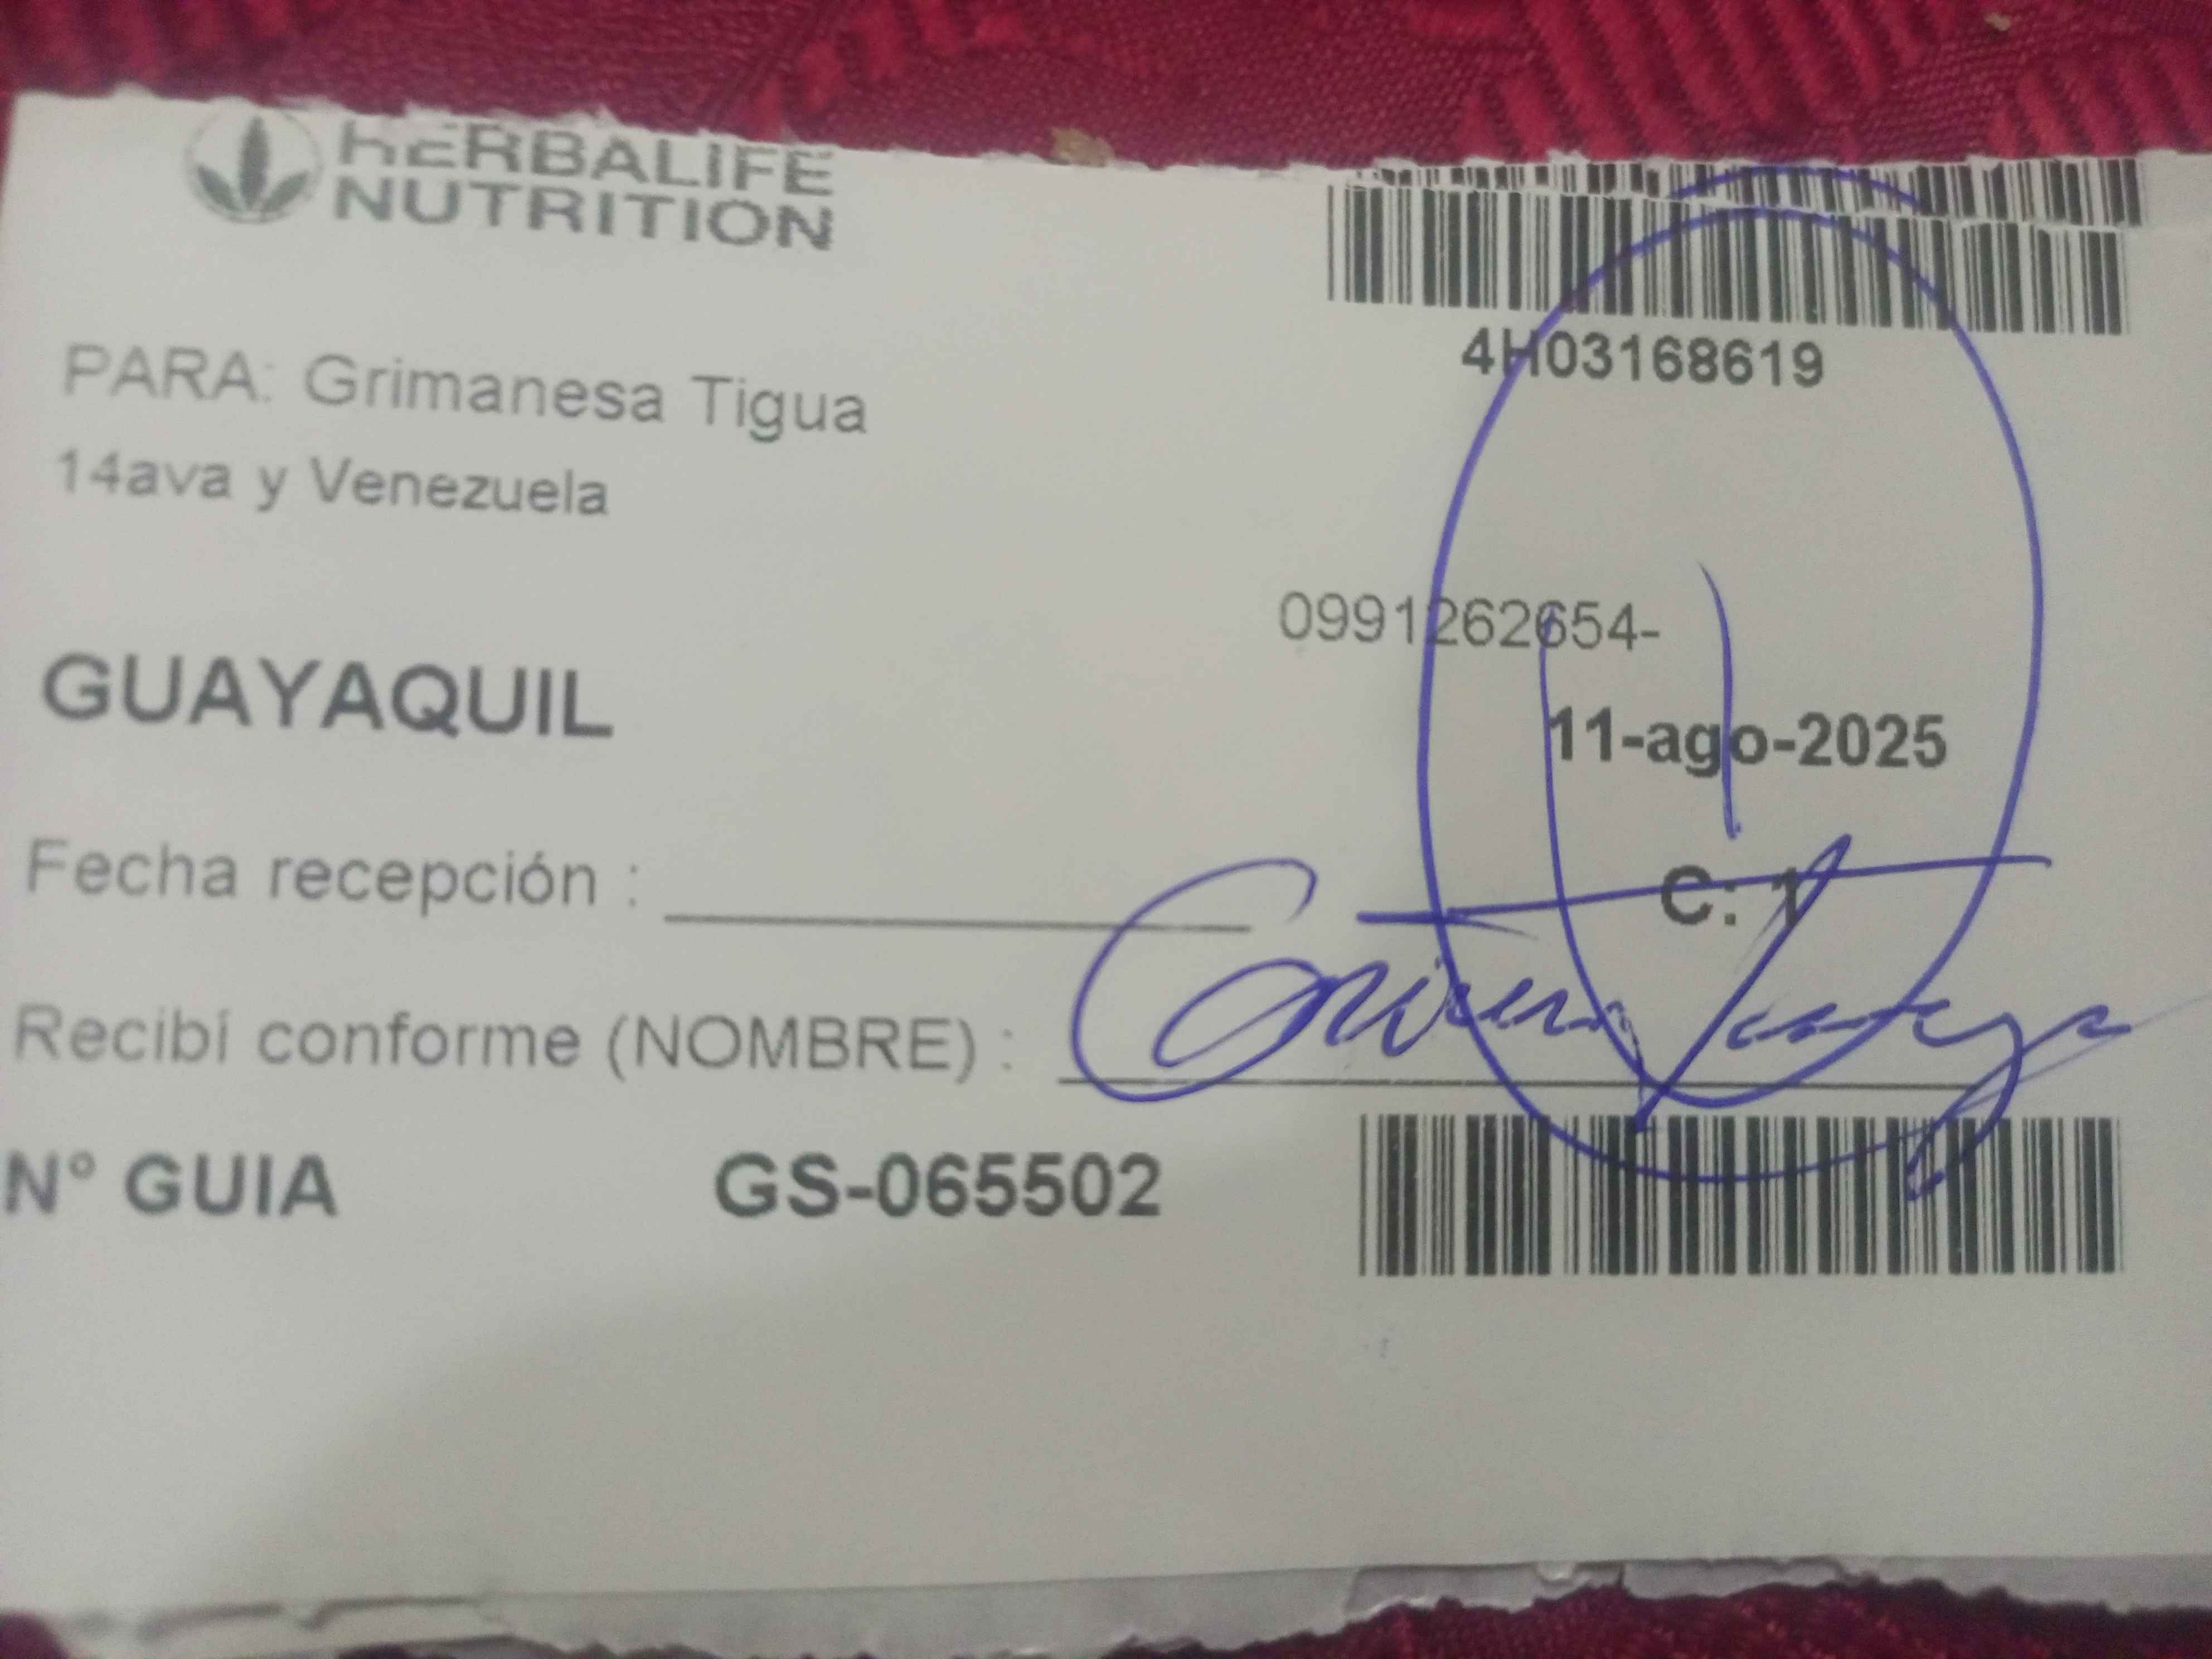 HERBALIFE
NUTRITION
4H03168619
PARA: Grimanesa Tigua
14ava y Venezuela
0991262654-
GUAYAQUIL
11-ago-2025
Fecha recepción :
C: 1
Recibí conforme (NOMBRE) :
N° GUIA GS-065502